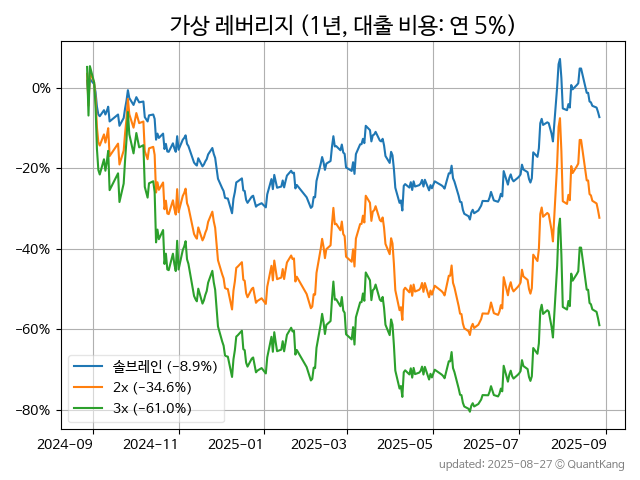 가상 레버리지 (1년, 대출 비용: 연 5%)
0%
−20%
−40%
−60%
−80%
솔브레인 (−8.9%)
2x (−34.6%)
3x (−61.0%)
2024-09 2024-11 2025-01 2025-03 2025-05 2025-07 2025-09
updated: 2025-08-27 © QuantKang